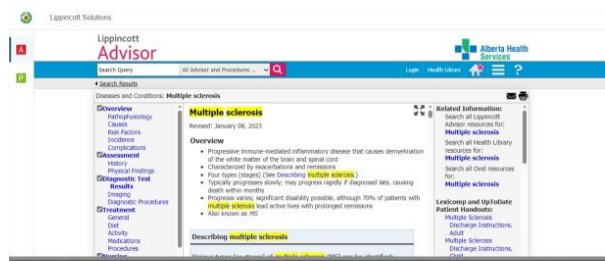 Lippincott Solutions
Lippincott
Advisor
Alberta Health
Services
A
P
Search Query
All Advisor and Procedures ...
Login
Health Library
?
Search Results
Diseases and Conditions: Multiple sclerosis
Overview
Pathophysiology
Causes
Risk Factors
Incidence
Complications
Assessment
History
Physical Findings
Diagnostic Test
Results
Imaging
Diagnostic Procedures
Treatment
General
Diet
Activity
Medications
Procedures
Nursing
Multiple sclerosis
Revised: January 08, 2023
Overview
• Progressive immune-mediated inflammatory disease that causes demyelination
of the white matter of the brain and spinal cord
• Characterized by exacerbations and remissions
• Four types (stages) (See Describing multiple sclerosis.)
• Typically progresses slowly; may progress rapidly if diagnosed late, causing
death within months
• Prognosis varies; significant disability possible, although 70% of patients with
multiple sclerosis lead active lives with prolonged remissions
• Also known as MS
Describing multiple sclerosis
Related Information:
Search all Lippincott
Advisor resources for:
Multiple sclerosis
Search all Health Library
resources for:
Multiple sclerosis
Search all Ovid resources
for:
Multiple sclerosis
Lexicomp and UpToDate
Patient Handouts:
Multiple Sclerosis
Discharge Instructions,
Adult
Multiple Sclerosis
Discharge Instructions,
Child